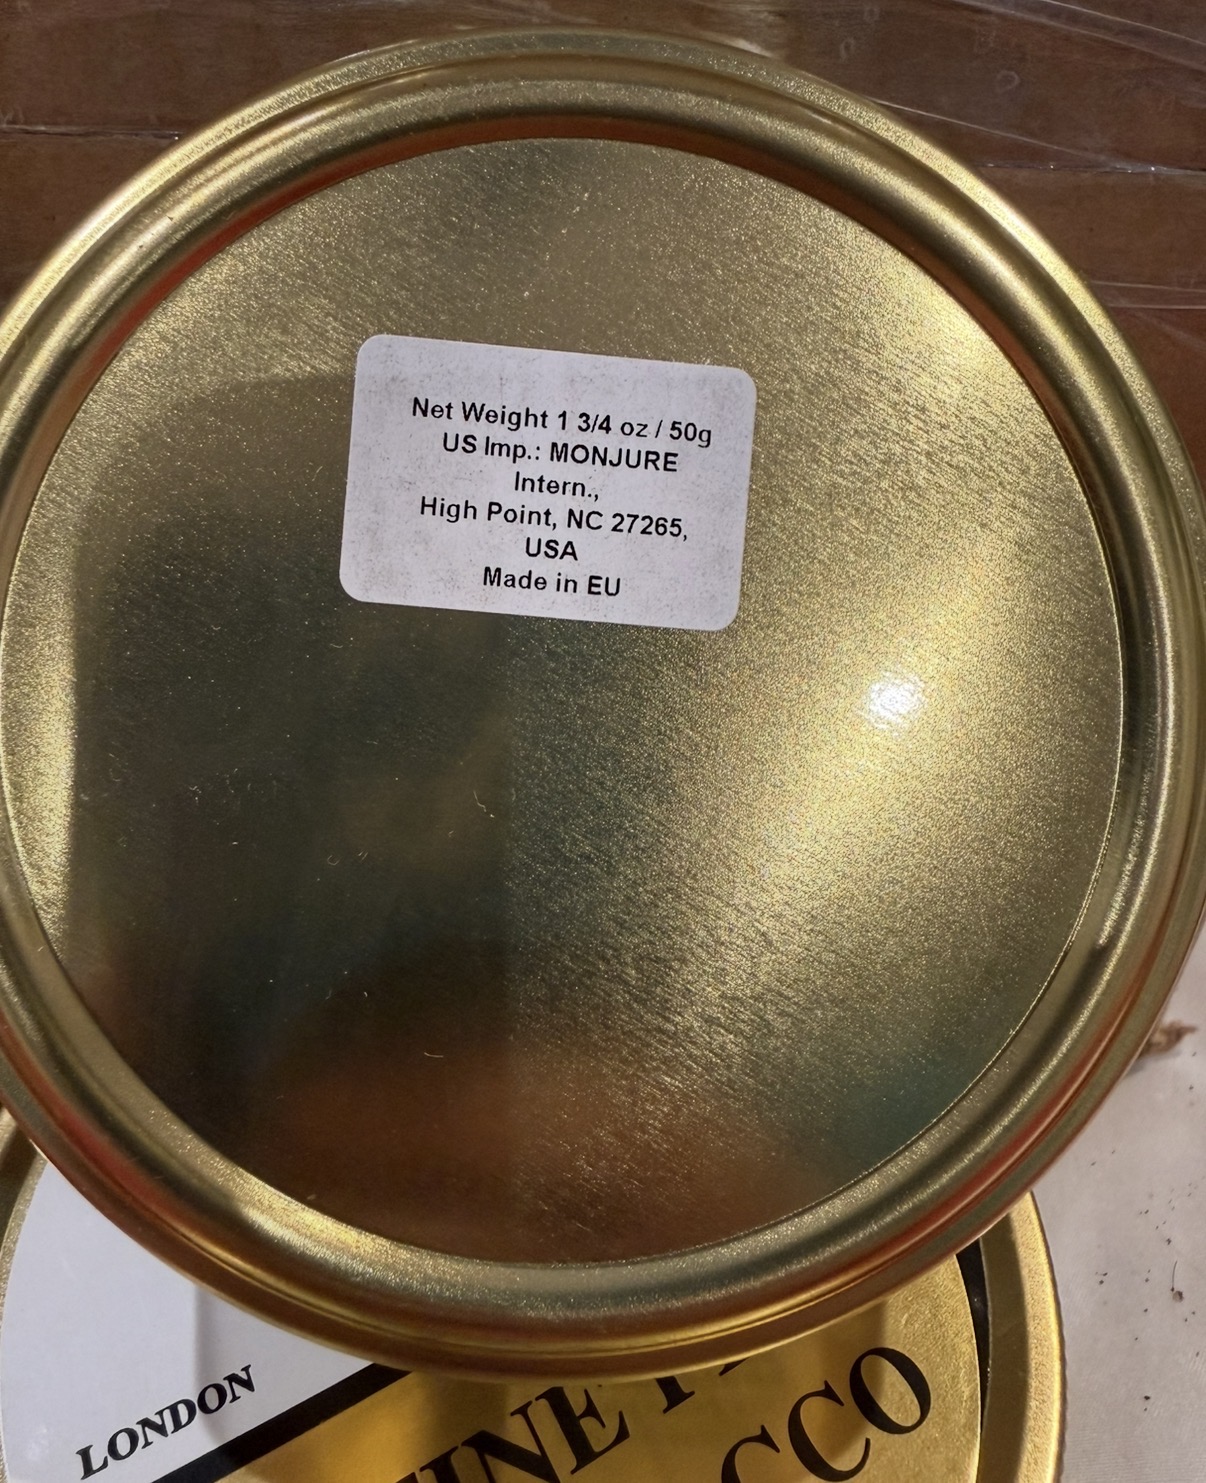 Net Weight 1 3/4 oz / 50g
US Imp.: MONJURE
Intern.,
High Point, NC 27265,
USA
Made in EU
LONDON